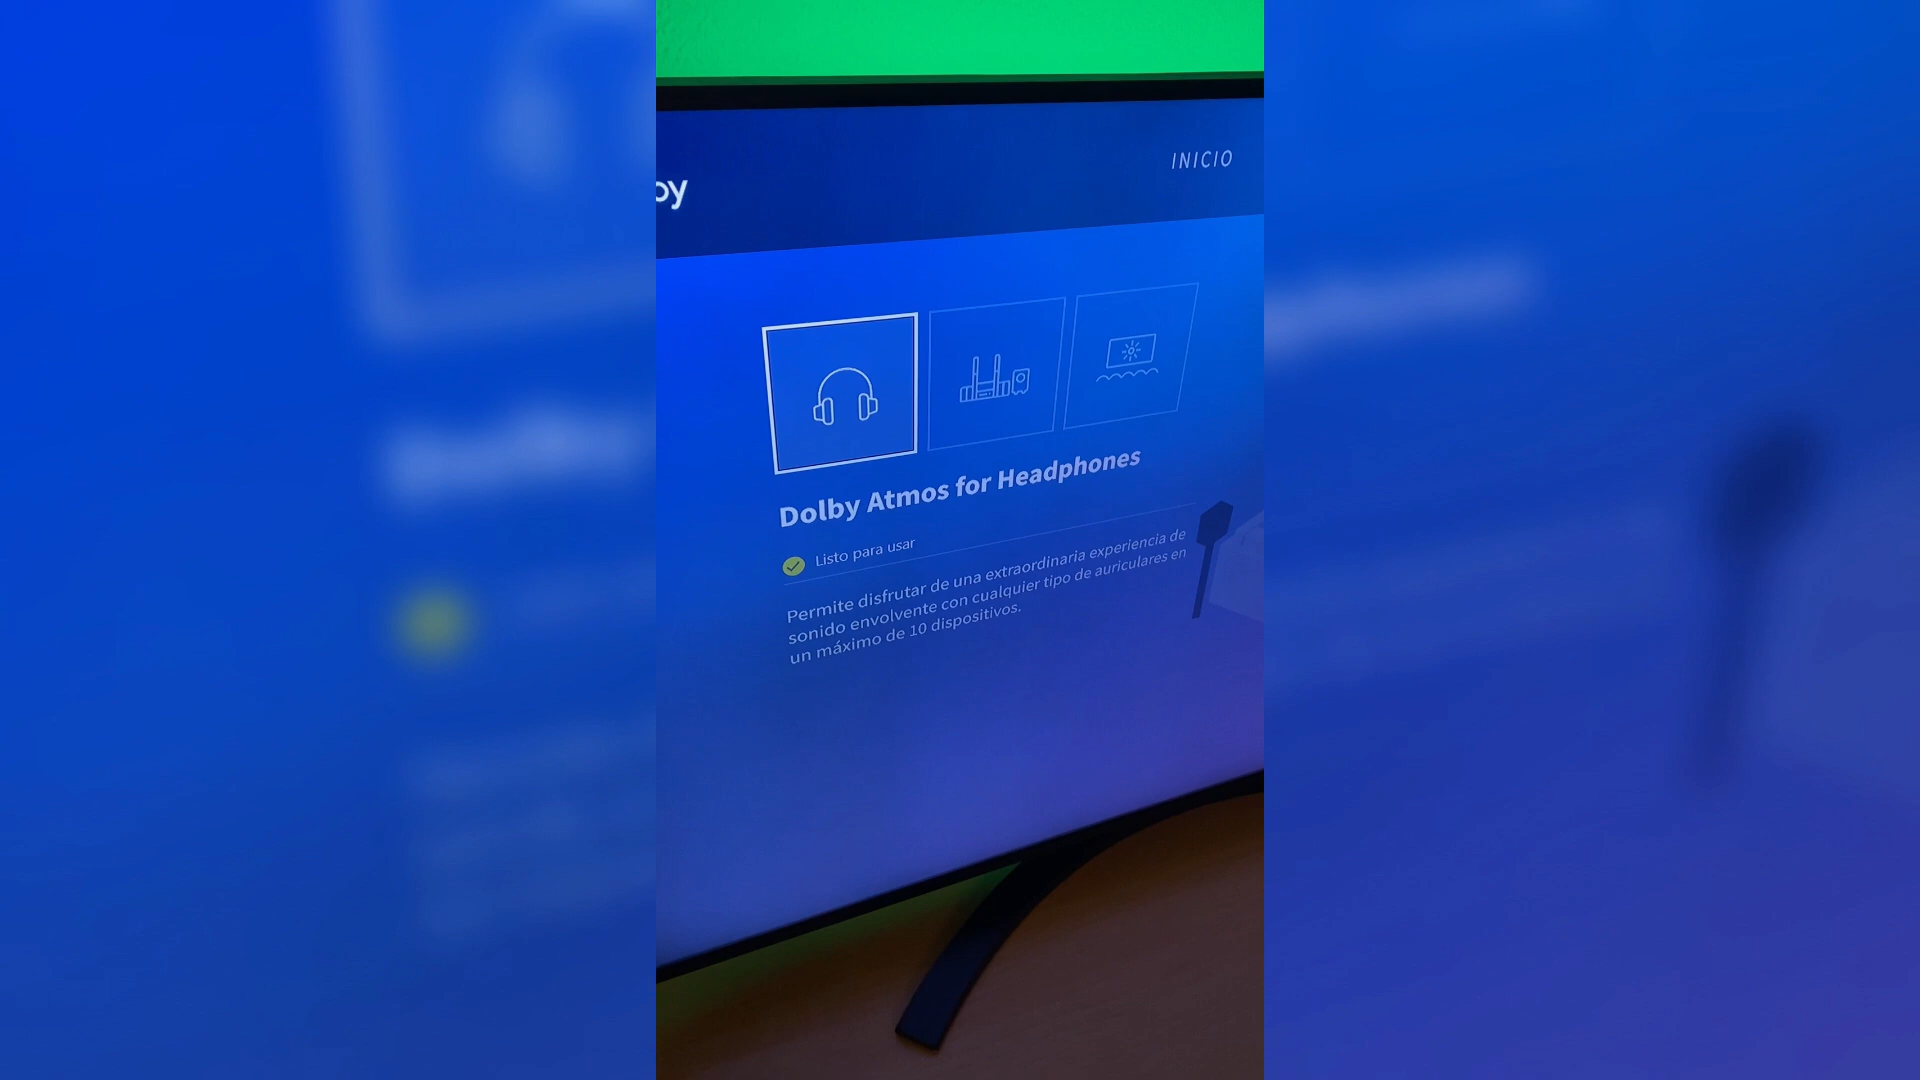 INICIO
Dolby Atmos for Headphones
Listo para usar
Permite disfrutar de una extraordinaria experiencia de
sonido envolvente con cualquier tipo de auriculares en
un máximo de 10 dispositivos.